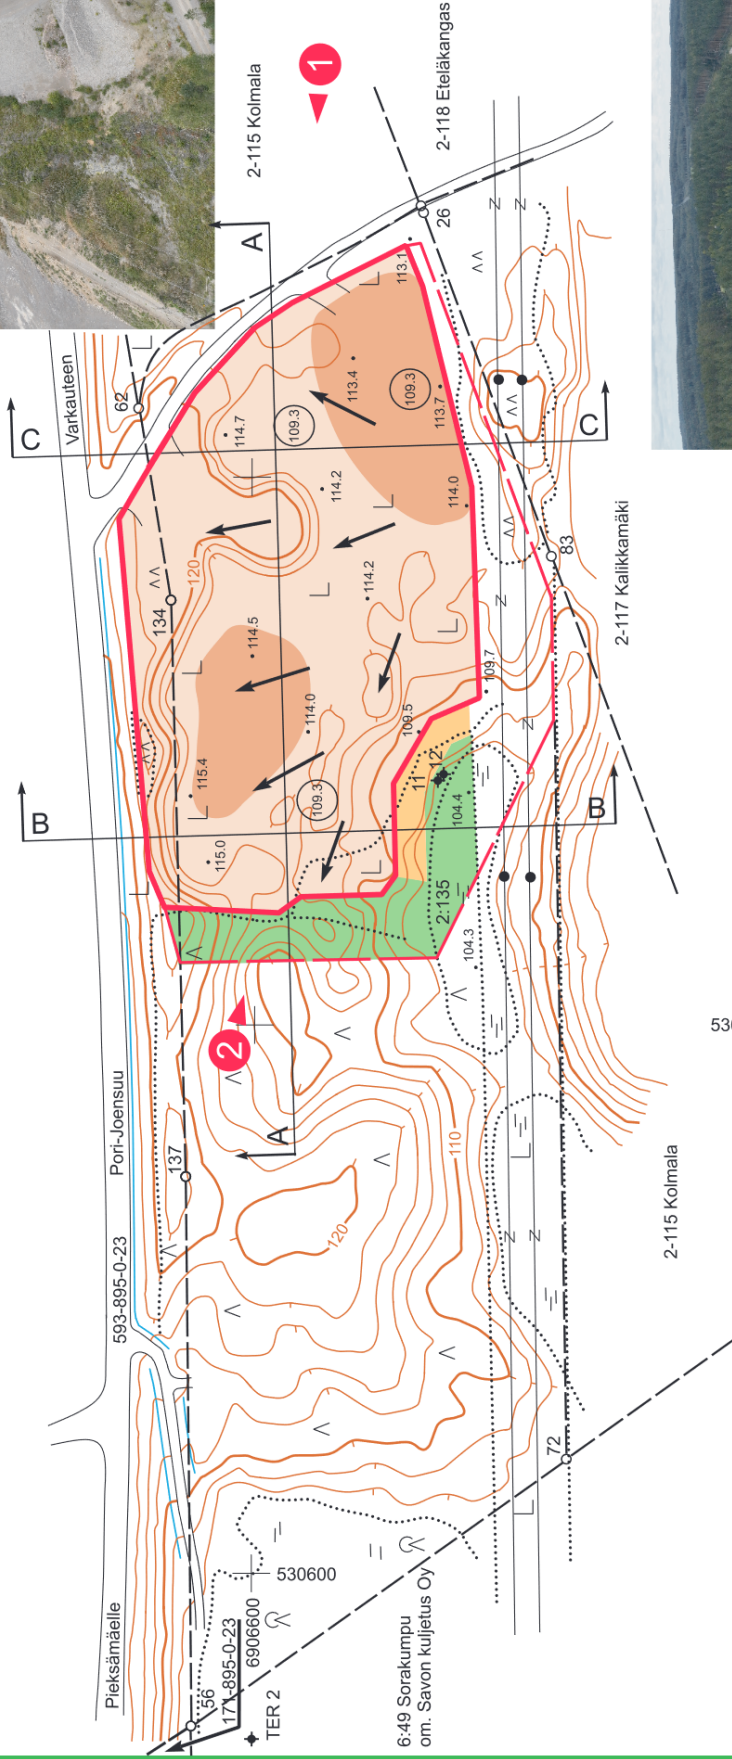 1
2-118 Eteläkangas
2-115 Kolmala
A
26
113.1
62
Varkauteen
C
C
113.4
109.3
113.7
109.3
114.7
114.2
114.0
120
134
114.2
83
2-117 Kalikkamäki
114.5
114.0
109.7
109.5
115.4
109.3
11
12
104.4
B
B
115.0
2:135
104.3
2
Pori-Joensuu
A
137
110
120
593-895-0-23
2-115 Kolmala
72
Pieksämäelle
530600
6906600
56
171-895-0-23
TER 2
6:49 Sorakumpu
om. Savon kuljetus Oy